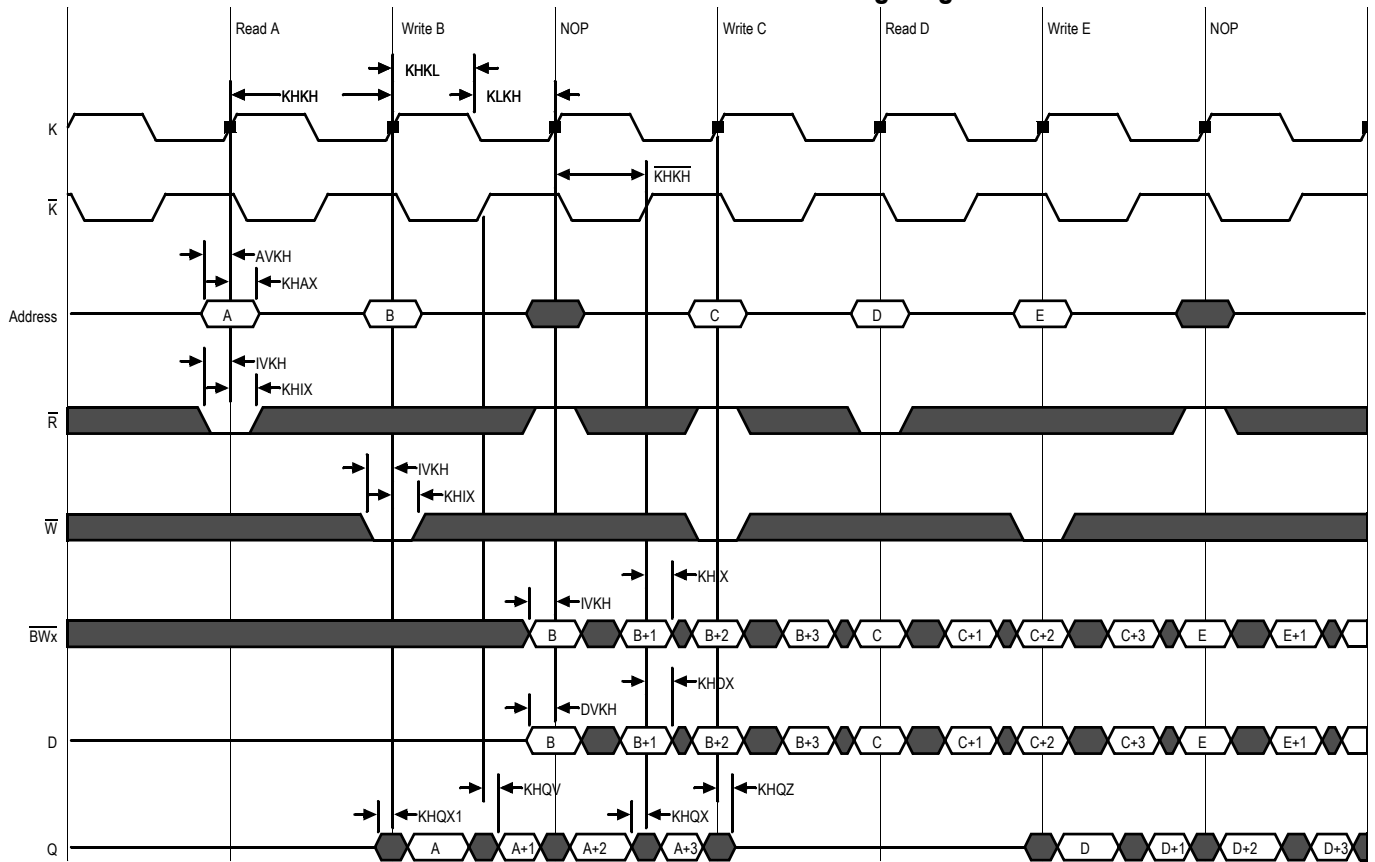 Read A Write B NOP Write C Read D Write E NOP
KHKL
KHKH KLKH
K
K̅H̅K̅H̅
K̅
AVKH
KHAX
Address A B C D E
IVKH
KHIX
R̅
IVKH
KHIX
W̅
KHIX
IVKH
B̅W̅x̅ B B+1 B+2 B+3 C C+1 C+2 C+3 E E+1
KHDX
DVKH
D B B+1 B+2 B+3 C C+1 C+2 C+3 E E+1
KHQV KHQZ
KHQX1 KHQX
Q A A+1 A+2 A+3 D D+1 D+2 D+3